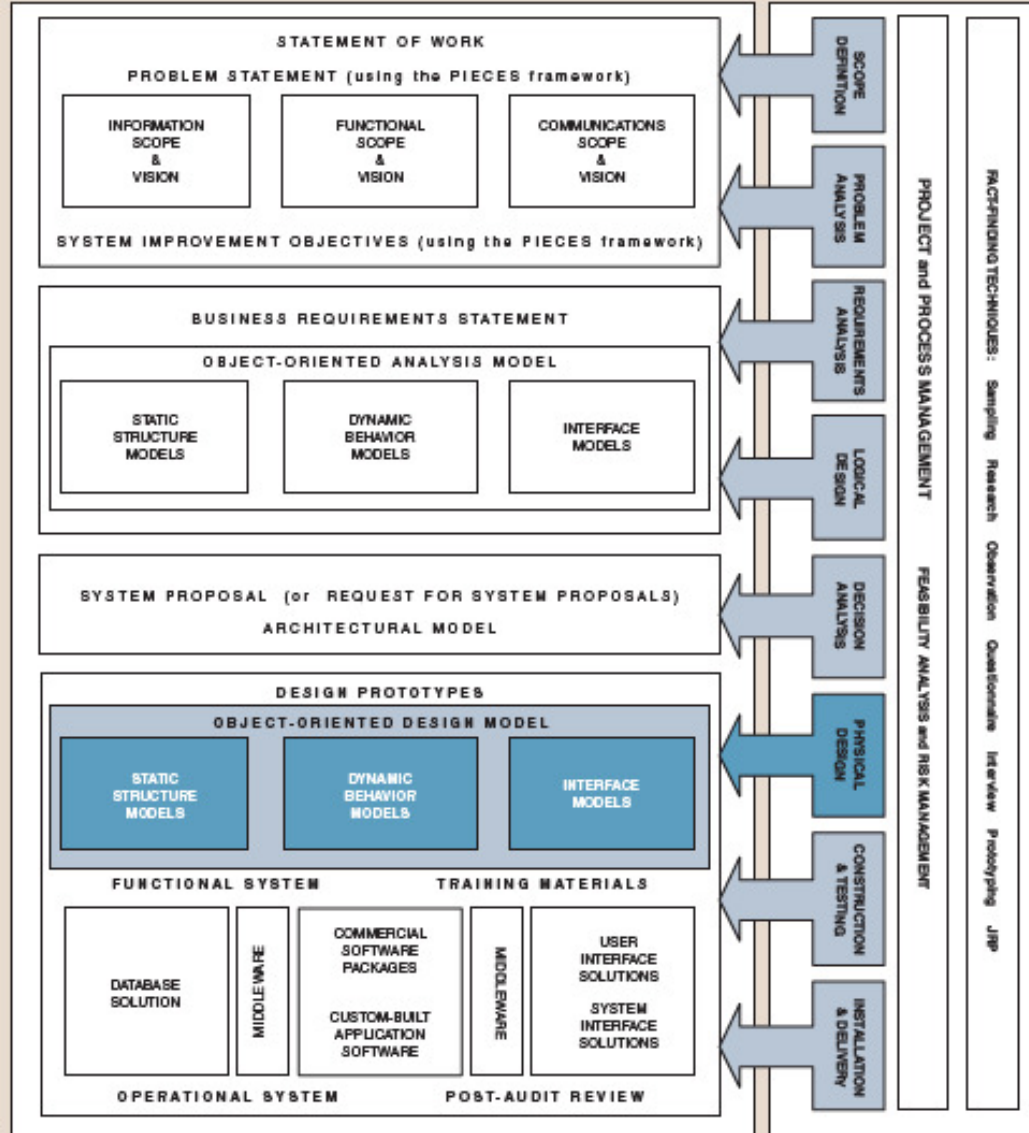 STATEMENT OF WORK
PROBLEM STATEMENT (using the PIECES framework)
INFORMATION
SCOPE
&
VISION
FUNCTIONAL
SCOPE
&
VISION
COMMUNICATIONS
SCOPE
&
VISION
SYSTEM IMPROVEMENT OBJECTIVES (using the PIECES framework)
BUSINESS REQUIREMENTS STATEMENT
OBJECT-ORIENTED ANALYSIS MODEL
STATIC
STRUCTURE
MODELS
DYNAMIC
BEHAVIOR
MODELS
INTERFACE
MODELS
SYSTEM PROPOSAL (or REQUEST FOR SYSTEM PROPOSALS)
ARCHITECTURAL MODEL
DESIGN PROTOTYPES
OBJECT-ORIENTED DESIGN MODEL
STATIC
STRUCTURE
MODELS
DYNAMIC
BEHAVIOR
MODELS
INTERFACE
MODELS
FUNCTIONAL SYSTEM
TRAINING MATERIALS
DATABASE
SOLUTION
MIDDLEWARE
COMMERCIAL
SOFTWARE
PACKAGES
CUSTOM-BUILT
APPLICATION
SOFTWARE
MIDDLEWARE
USER
INTERFACE
SOLUTIONS
SYSTEM
INTERFACE
SOLUTIONS
OPERATIONAL SYSTEM
POST-AUDIT REVIEW
SCOPE
DEFINITION
PROBLEM
ANALYSIS
REQUIREMENTS
ANALYSIS
LOGICAL
DESIGN
DECISION
ANALYSIS
PHYSICAL
DESIGN
CONSTRUCTION
& TESTING
INSTALLATION
& DELIVERY
PROJECT and PROCESS MANAGEMENT FEASIBILITY ANALYSIS and RISK MANAGEMENT
FACT-FINDING TECHNIQUES: Sampling Research Observation Questionnaire Interview Prototyping JRP